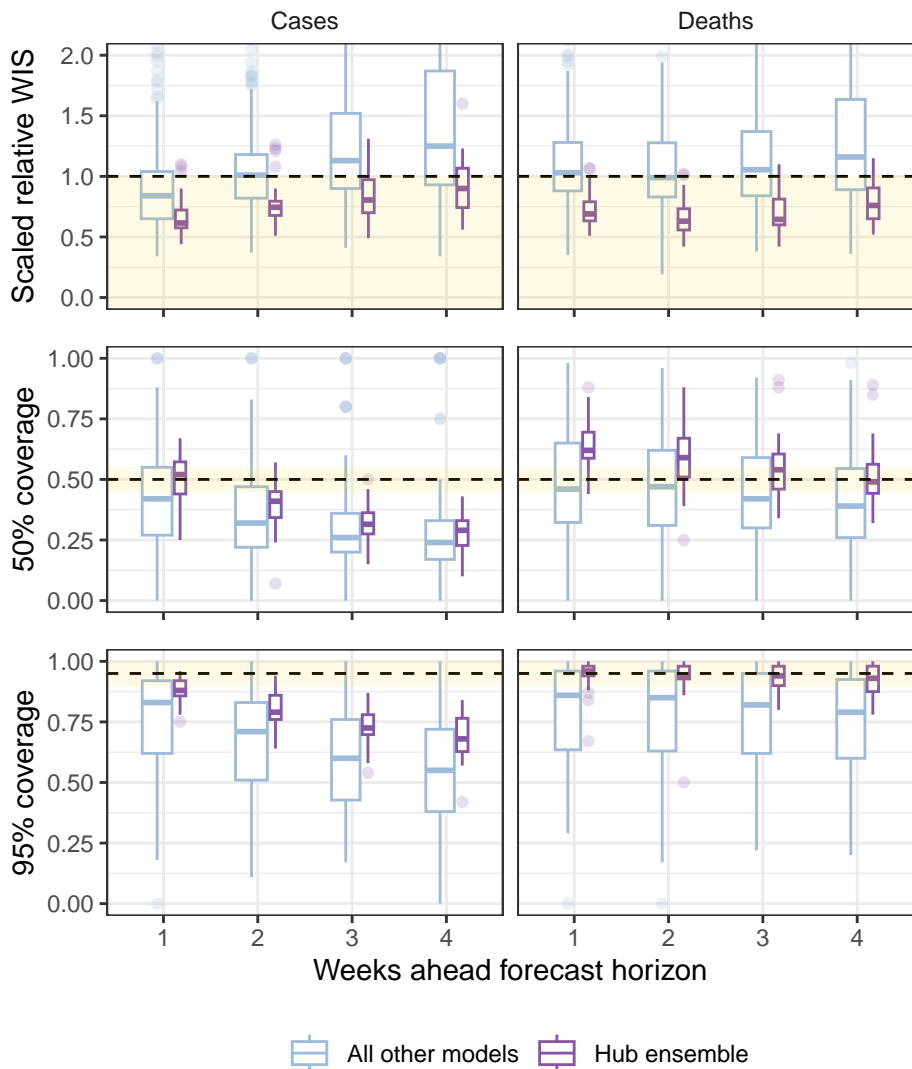 Cases
Deaths
Scaled relative WIS
2.0
1.5
1.0
0.5
0.0
50% coverage
1.00
0.75
0.50
0.25
0.00
95% coverage
1.00
0.75
0.50
0.25
0.00
1 2 3 4
1 2 3 4
Weeks ahead forecast horizon
All other models
Hub ensemble